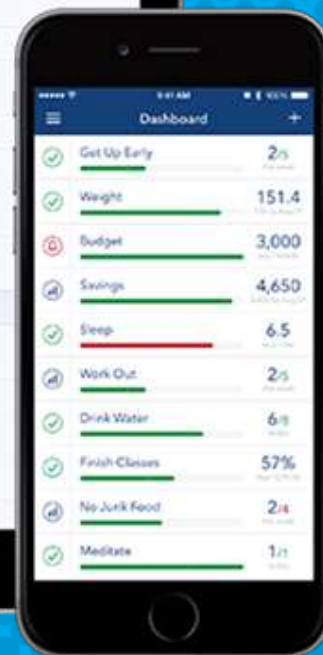 9:41 AM 100%
Dashboard +
Get Up Early 2/5
Weight 151.4
Budget 3,000
Savings 4,650
Sleep 6.5
Work Out 2/5
Drink Water 6/8
Finish Classes 57%
No Junk Food 2/4
Meditate 1/1